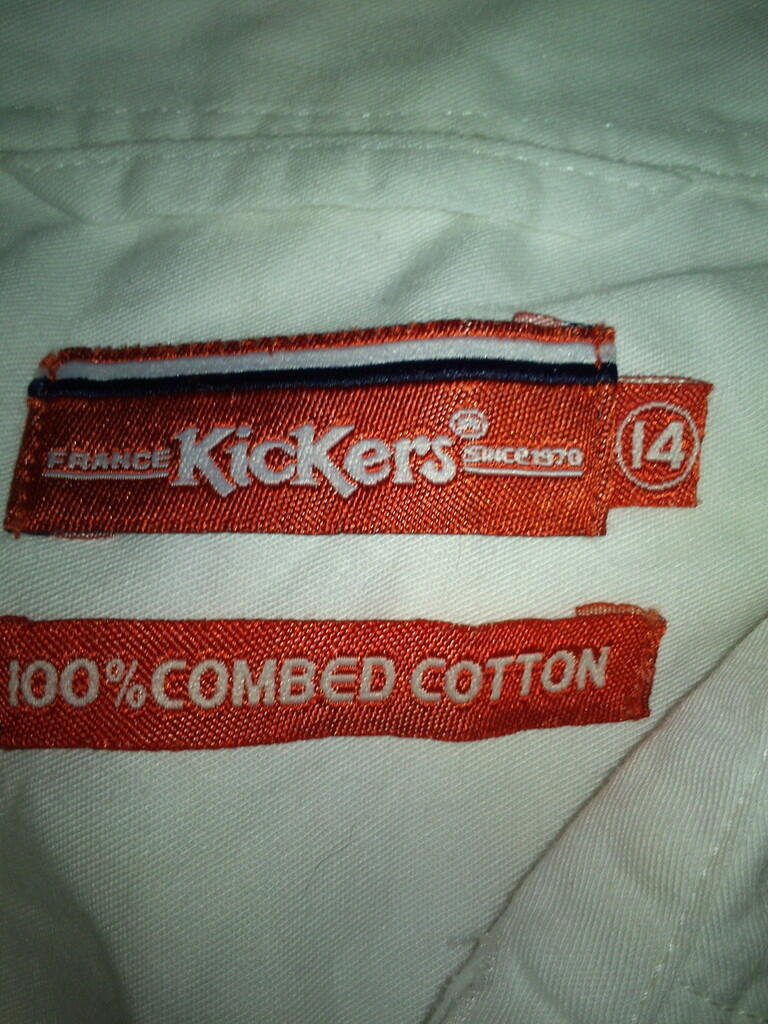 FRANCE KicKers® SINCE 1970 14
100% COMBED COTTON